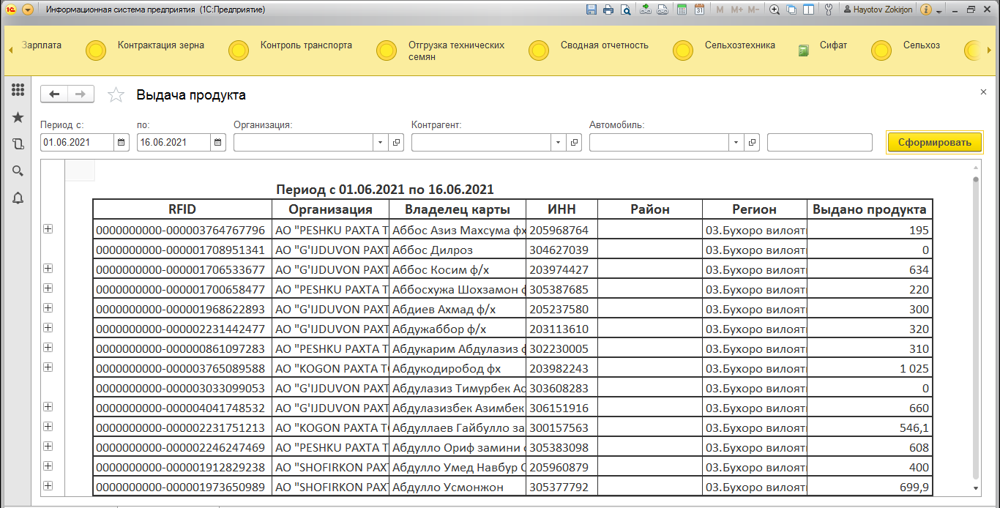 Информационная система предприятия (1С:Предприятие)
M M+ M- Hayotov Zokirjon
Зарплата Контрактация зерна Контроль транспорта Отгрузка технических семян Сводная отчетность Сельхозтехника Сифат Сельхоз
Выдача продукта
Период с: по: Организация: Контрагент: Автомобиль:
01.06.2021 16.06.2021 Сформировать
Период с 01.06.2021 по 16.06.2021
RFID Организация Владелец карты ИНН Район Регион Выдано продукта
0000000000-000003764767796 АО "PESHKU PAXTA T Аббос Азиз Махсума фх 205968764 03.Бухоро вилоят 195
0000000000-000001708951341 АО "G'IJDUVON PAXT Аббос Дилроз 304627039 03.Бухоро вилоят 0
0000000000-000001706533677 АО "G'IJDUVON PAXT Аббос Косим ф/х 203974427 03.Бухоро вилоят 634
0000000000-000001700658477 АО "PESHKU PAXTA T Аббосхужа Шохзамон ф 305387685 03.Бухоро вилоят 220
0000000000-000001968622893 АО "G'IJDUVON PAXT Абдиев Ахмад ф/х 205237580 03.Бухоро вилоят 300
0000000000-000002231442477 АО "G'IJDUVON PAXT Абдужаббор ф/х 203113610 03.Бухоро вилоят 320
0000000000-000000861097283 АО "PESHKU PAXTA T Абдукарим Абдулазиз ф 302230005 03.Бухоро вилоят 310
0000000000-000003765089588 АО "KOGON PAXTA T Абдукодиробод фх 203982243 03.Бухоро вилоят 1 025
0000000000-000003033099053 АО "G'IJDUVON PAXT Абдулазиз Тимурбек Ас 303608283 03.Бухоро вилоят 0
0000000000-000004041748532 АО "G'IJDUVON PAXT Абдулазизбек Азимбек 306151916 03.Бухоро вилоят 660
0000000000-000002231751213 АО "KOGON PAXTA T Абдуллаев Гайбулло за 300157563 03.Бухоро вилоят 546,1
0000000000-000002246247469 АО "PESHKU PAXTA T Абдулло Ориф замини ф 305383098 03.Бухоро вилоят 608
0000000000-000001912829238 АО "SHOFIRKON PAX Абдулло Умед Навбур 205960879 03.Бухоро вилоят 400
0000000000-000001973650989 АО "SHOFIRKON PAX Абдулло Усмонжон 305377792 03.Бухоро вилоят 699,9